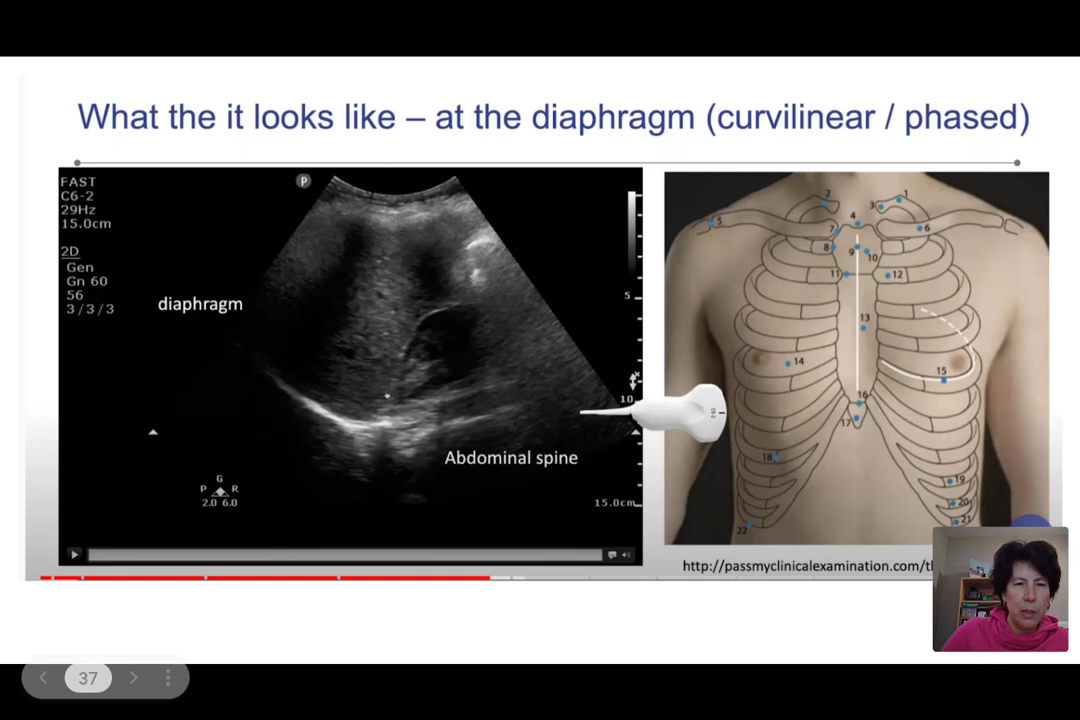 What the it looks like – at the diaphragm (curvilinear / phased)
FAST
C6-2
29Hz
15.0cm
2D
Gen
Gn 60
56
3/3/3
P
diaphragm
Abdominal spine
5
10
15.0cm
G
P R
2.0 6.0
1
2
3
4
5
6
7
8
9
10
11
12
13
14
15
16
17
18
19
20
21
22
http://passmyclinicalexamination.com/
37